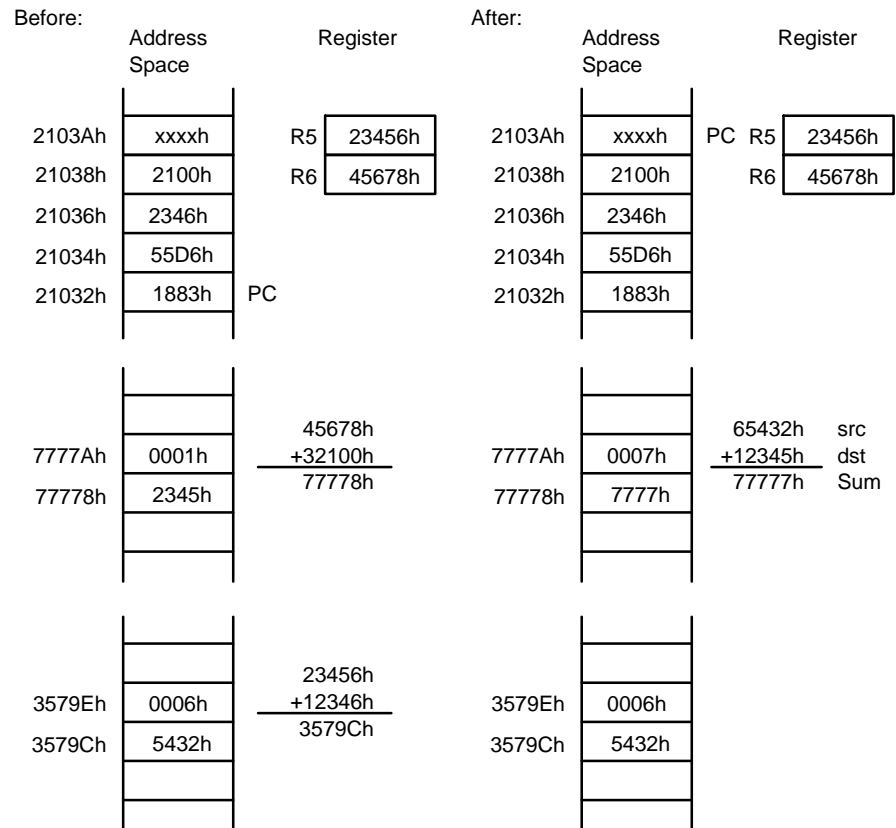 Before:
Address Space
Register
2103Ah xxxxh R5 23456h
21038h 2100h R6 45678h
21036h 2346h
21034h 55D6h
21032h 1883h PC
7777Ah 0001h
77778h 2345h
45678h
+32100h
77778h
3579Eh 0006h
3579Ch 5432h
23456h
+12346h
3579Ch
After:
Address Space
Register
2103Ah xxxxh PC R5 23456h
21038h 2100h R6 45678h
21036h 2346h
21034h 55D6h
21032h 1883h
7777Ah 0007h
77778h 7777h
65432h src
+12345h dst
77777h Sum
3579Eh 0006h
3579Ch 5432h